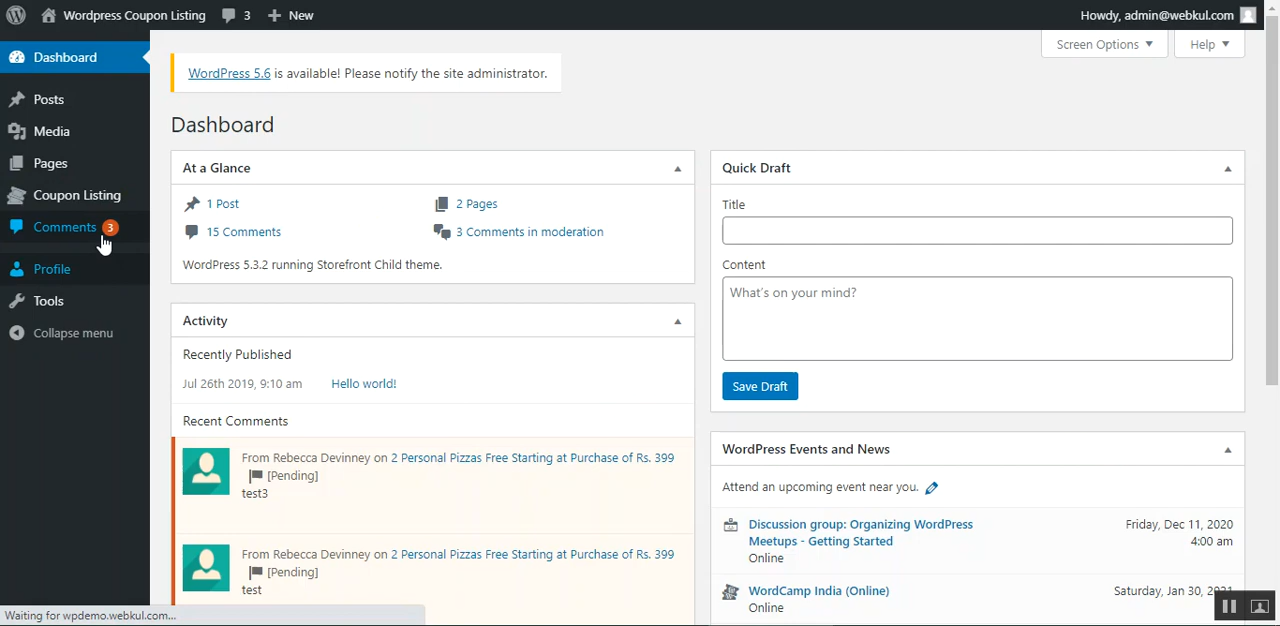 Wordpress Coupon Listing 3 New
Howdy, admin@webkul.com
Dashboard
Posts
Media
Pages
Coupon Listing
Comments 3
Profile
Tools
Collapse menu
Screen Options ▼ Help ▼
WordPress 5.6 is available! Please notify the site administrator.
Dashboard
At a Glance
1 Post 2 Pages
15 Comments 3 Comments in moderation
WordPress 5.3.2 running Storefront Child theme.
Activity
Recently Published
Jul 26th 2019, 9:10 am Hello world!
Recent Comments
From Rebecca Devinney on 2 Personal Pizzas Free Starting at Purchase of Rs. 399
[Pending]
test3
From Rebecca Devinney on 2 Personal Pizzas Free Starting at Purchase of Rs. 399
[Pending]
test
Quick Draft
Title
Content
What's on your mind?
Save Draft
WordPress Events and News
Attend an upcoming event near you.
Discussion group: Organizing WordPress Friday, Dec 11, 2020
Meetups - Getting Started 4:00 am
Online
WordCamp India (Online) Saturday, Jan 30, 2021
Online
Waiting for wpdemo.webkul.com...